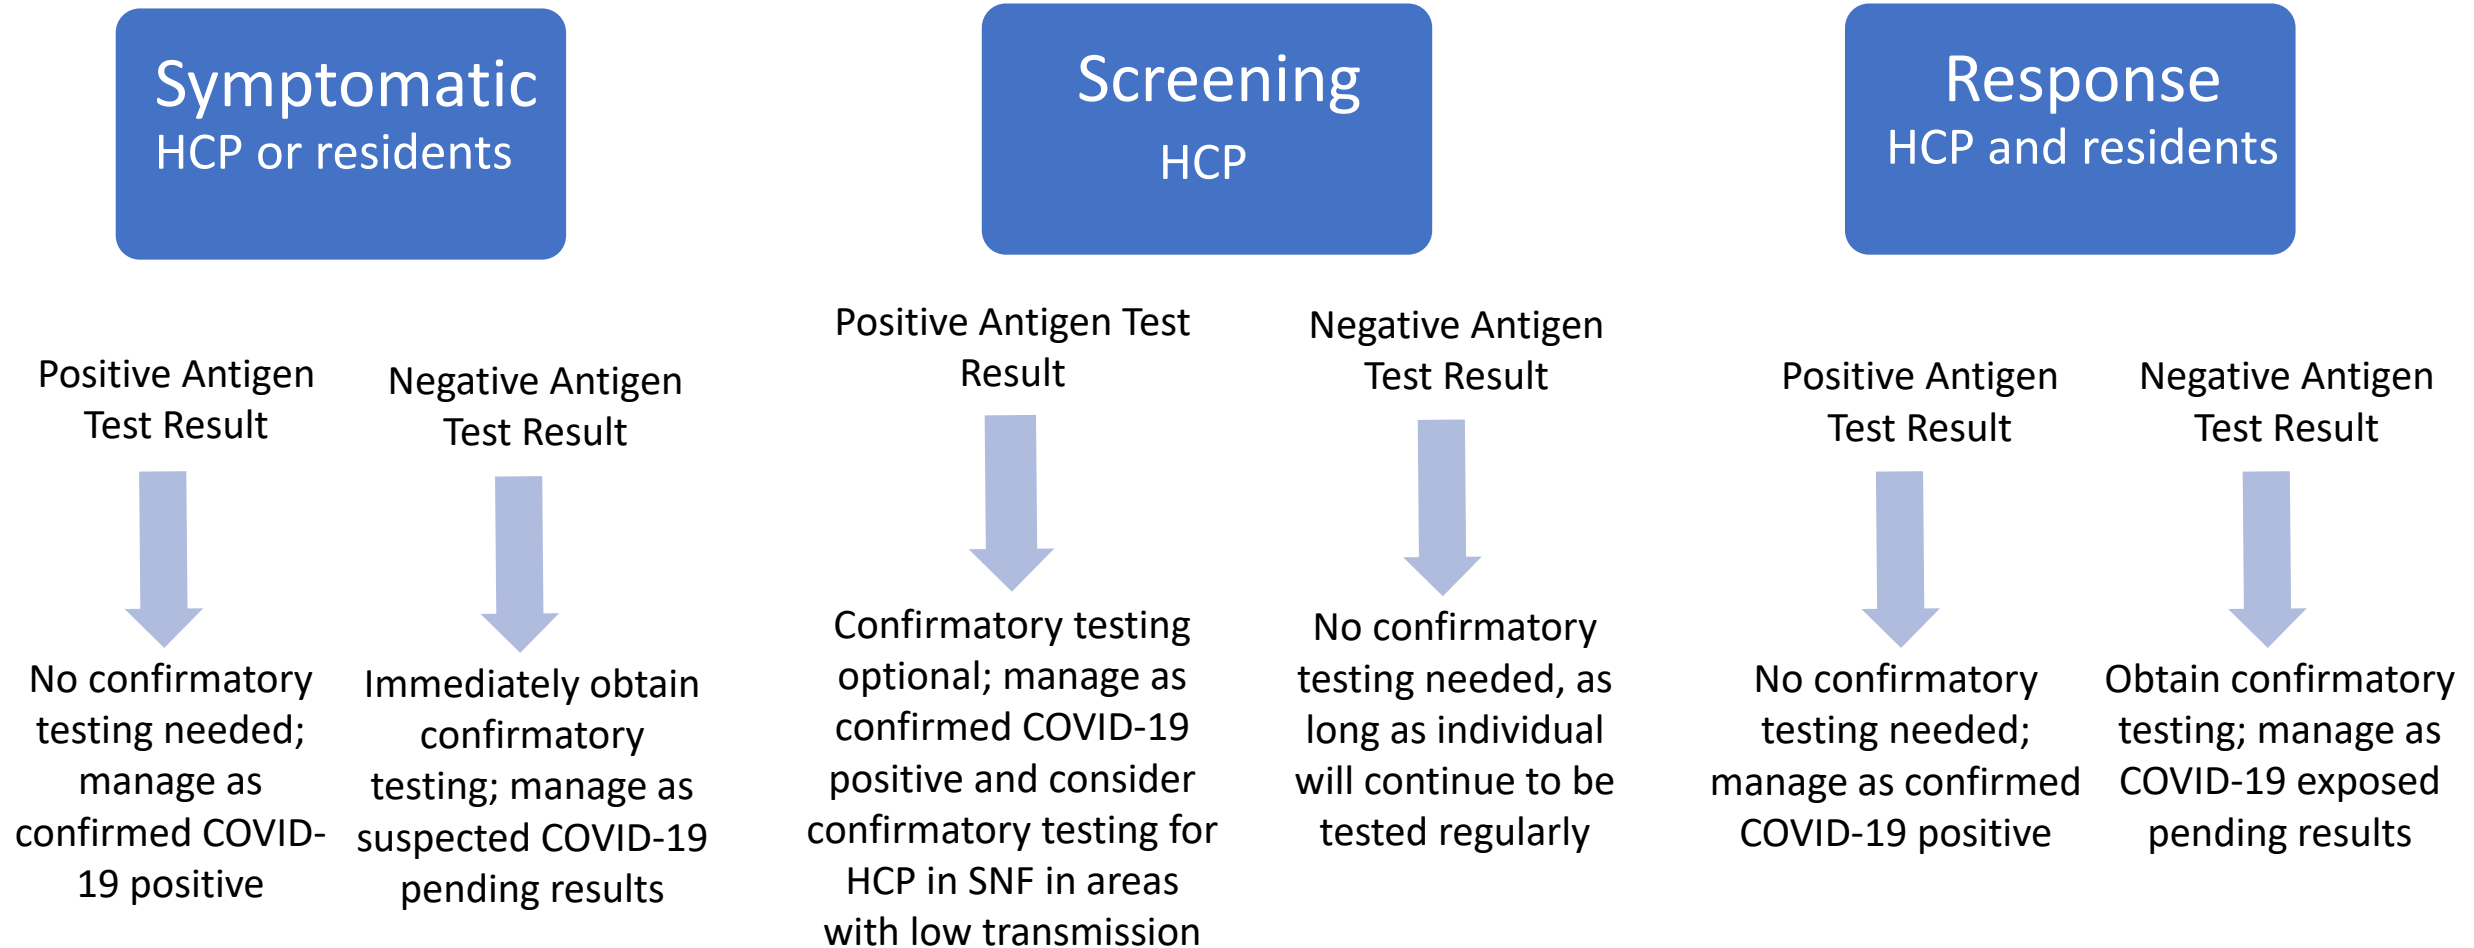 Symptomatic
HCP or residents
Positive Antigen
Test Result
No confirmatory
testing needed;
manage as
confirmed COVID-
19 positive
Negative Antigen
Test Result
Immediately obtain
confirmatory
testing; manage as
suspected COVID-19
pending results
Screening
HCP
Positive Antigen Test
Result
Confirmatory testing
optional; manage as
confirmed COVID-19
positive and consider
confirmatory testing for
HCP in SNF in areas
with low transmission
Negative Antigen
Test Result
No confirmatory
testing needed, as
long as individual
will continue to be
tested regularly
Response
HCP and residents
Positive Antigen
Test Result
No confirmatory
testing needed;
manage as confirmed
COVID-19 positive
Negative Antigen
Test Result
Obtain confirmatory
testing; manage as
COVID-19 exposed
pending results